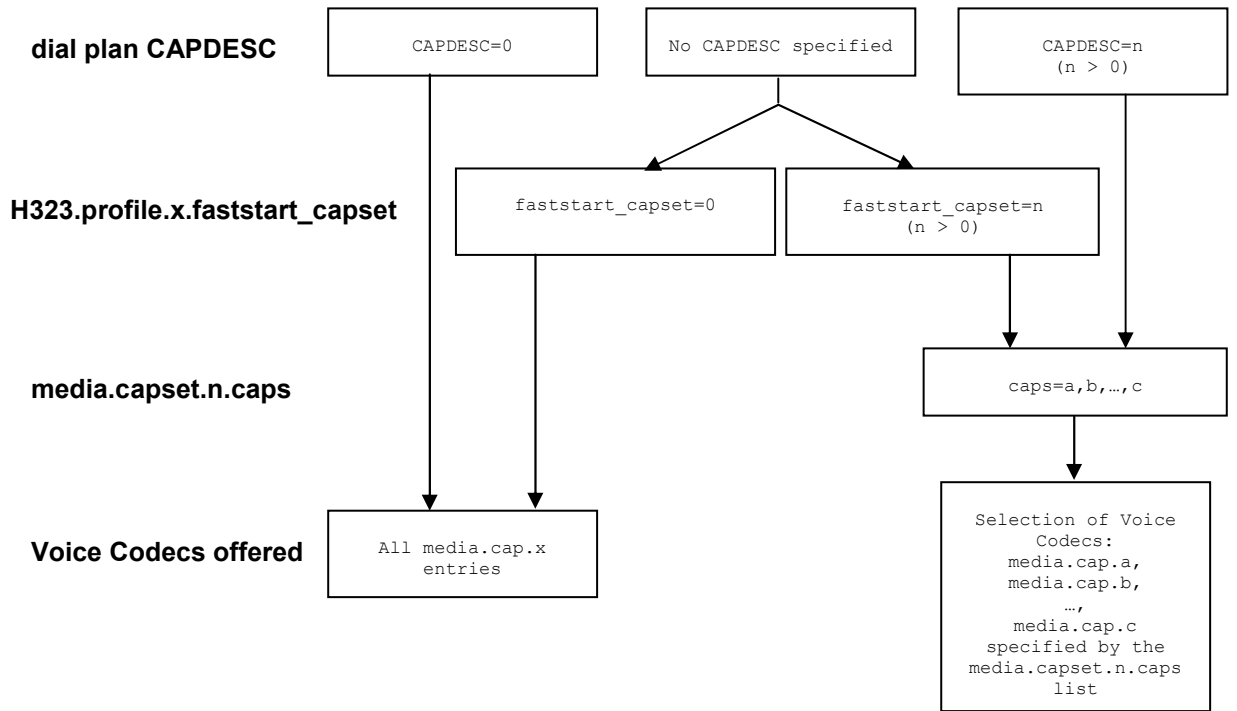 dial plan CAPDESC
CAPDESC=0
No CAPDESC specified
CAPDESC=n
(n > 0)
H323.profile.x.faststart_capset
faststart_capset=0
faststart_capset=n
(n > 0)
media.capset.n.caps
caps=a,b,…,c
Voice Codecs offered
All media.cap.x
entries
Selection of Voice
Codecs:
media.cap.a,
media.cap.b,
…,
media.cap.c
specified by the
media.capset.n.caps
list